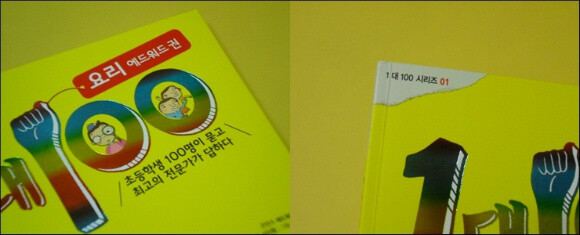 요리 에드워드 권
대 100
초등학생 100명이 묻고
최고의 전문가가 답하다
1대 100 시리즈 01
1대